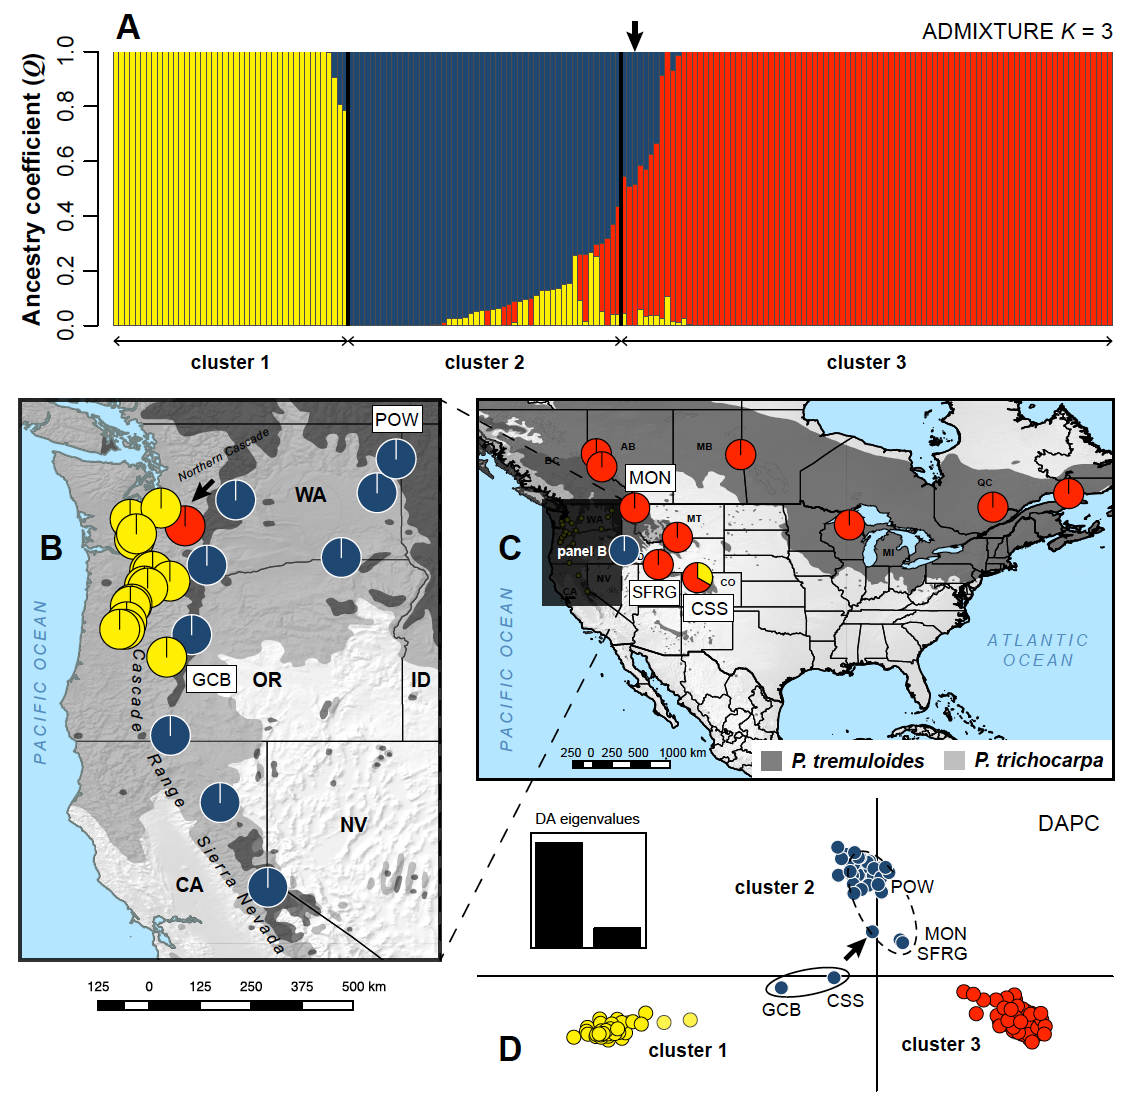 A
ADMIXTURE K = 3
Ancestry coefficient (Q)
0.0
0.2
0.4
0.6
0.8
1.0
cluster 1
cluster 2
cluster 3
B
POW
Northern Cascade
WA
PACIFIC OCEAN
GCB
OR
ID
Cascade
Range
Sierra Nevada
CA
NV
125 0 125 250 375 500 km
C
BC
AB
MB
QC
MON
WA
MT
panel B
MI
NV
CO
CA
SFRG
CSS
PACIFIC OCEAN
ATLANTIC
OCEAN
250 0 250 500 1000 km
P. tremuloides
P. trichocarpa
DA eigenvalues
DAPC
cluster 2
POW
MON
SFRG
GCB
CSS
D
cluster 1
cluster 3